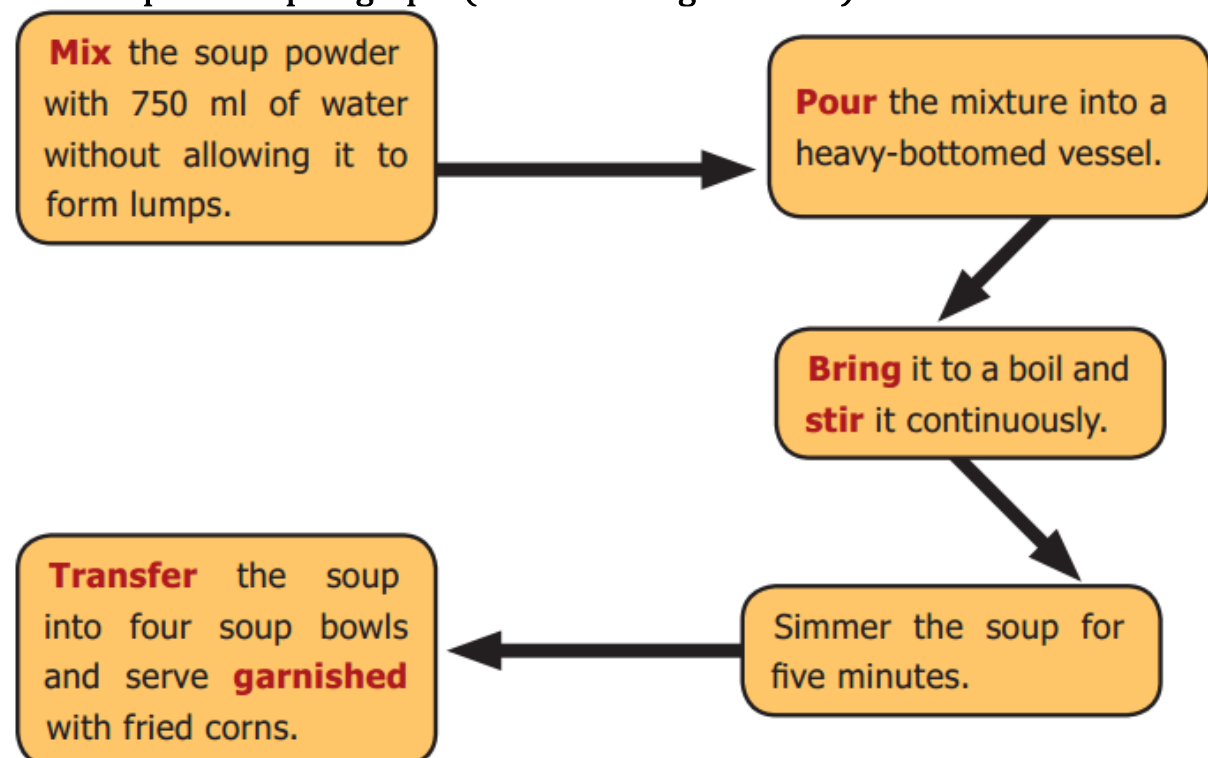 Mix the soup powder
with 750 ml of water
without allowing it to
form lumps.
Pour the mixture into a
heavy-bottomed vessel.
Bring it to a boil and
stir it continuously.
Simmer the soup for
five minutes.
Transfer the soup
into four soup bowls
and serve garnished
with fried corns.